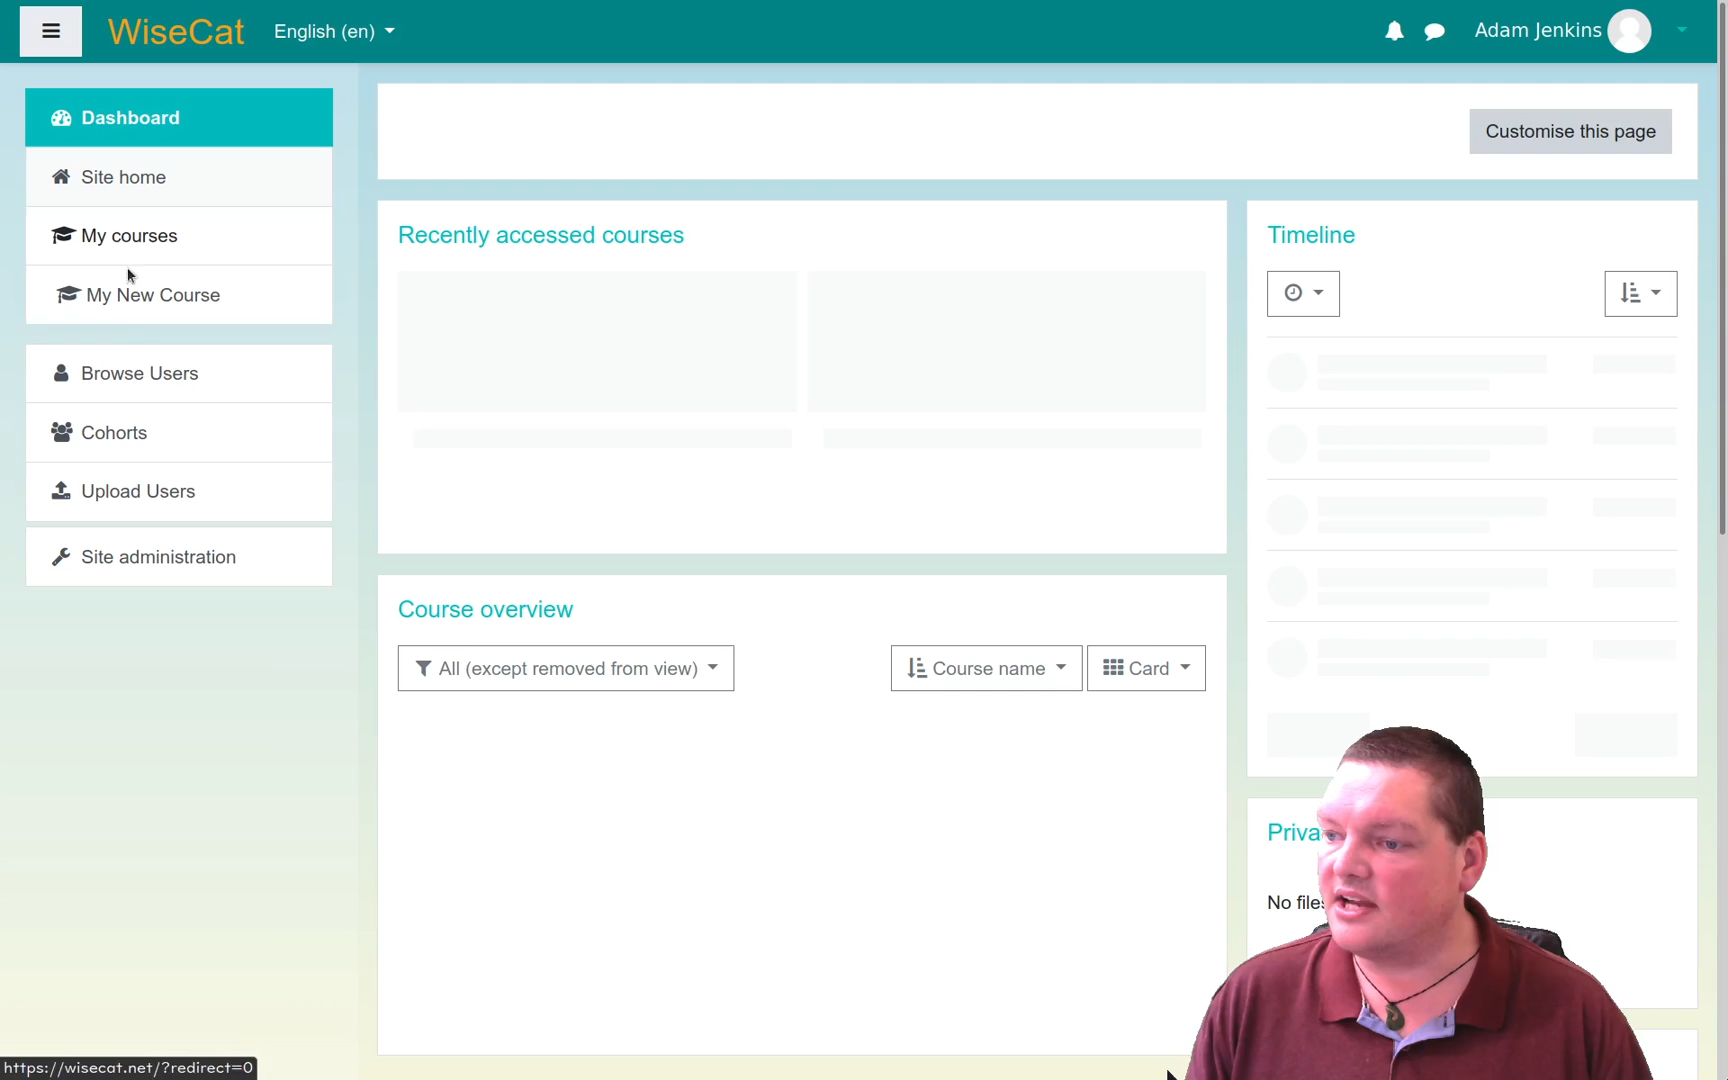 WiseCat
English (en)
Adam Jenkins
Dashboard
Site home
My courses
My New Course
Browse Users
Cohorts
Upload Users
Site administration
Customise this page
Recently accessed courses
Course overview
All (except removed from view)
Course name
Card
Timeline
Priva
No files
https://wisecat.net/?redirect=0